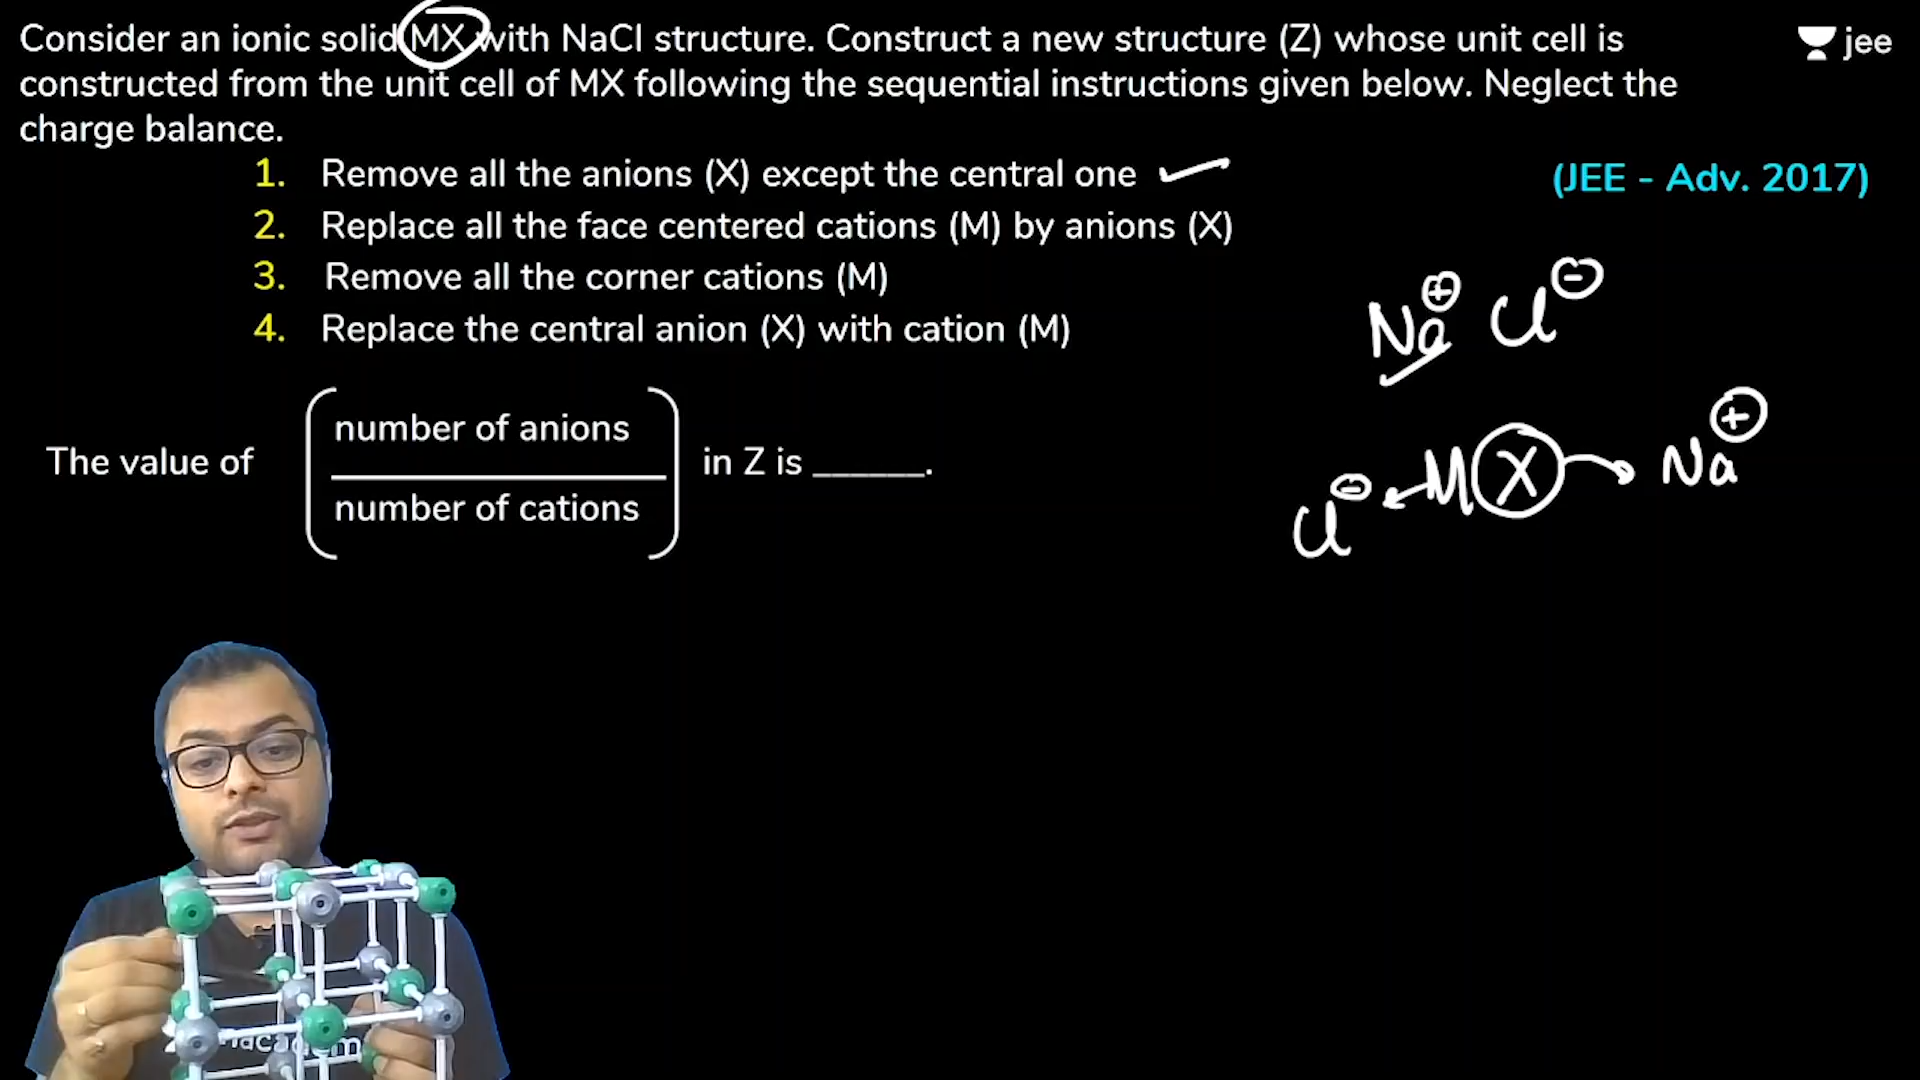 Consider an ionic solid MX with NaCl structure. Construct a new structure (Z) whose unit cell is
constructed from the unit cell of MX following the sequential instructions given below. Neglect the
charge balance.
jee
1. Remove all the anions (X) except the central one
(JEE - Adv. 2017)
2. Replace all the face centered cations (M) by anions (X)
3. Remove all the corner cations (M)
4. Replace the central anion (X) with cation (M)
Na⊕ Cl⊖
The value of (number of anions
number of cations) in Z is ______.
Cl⊖ ← M X → Na⊕